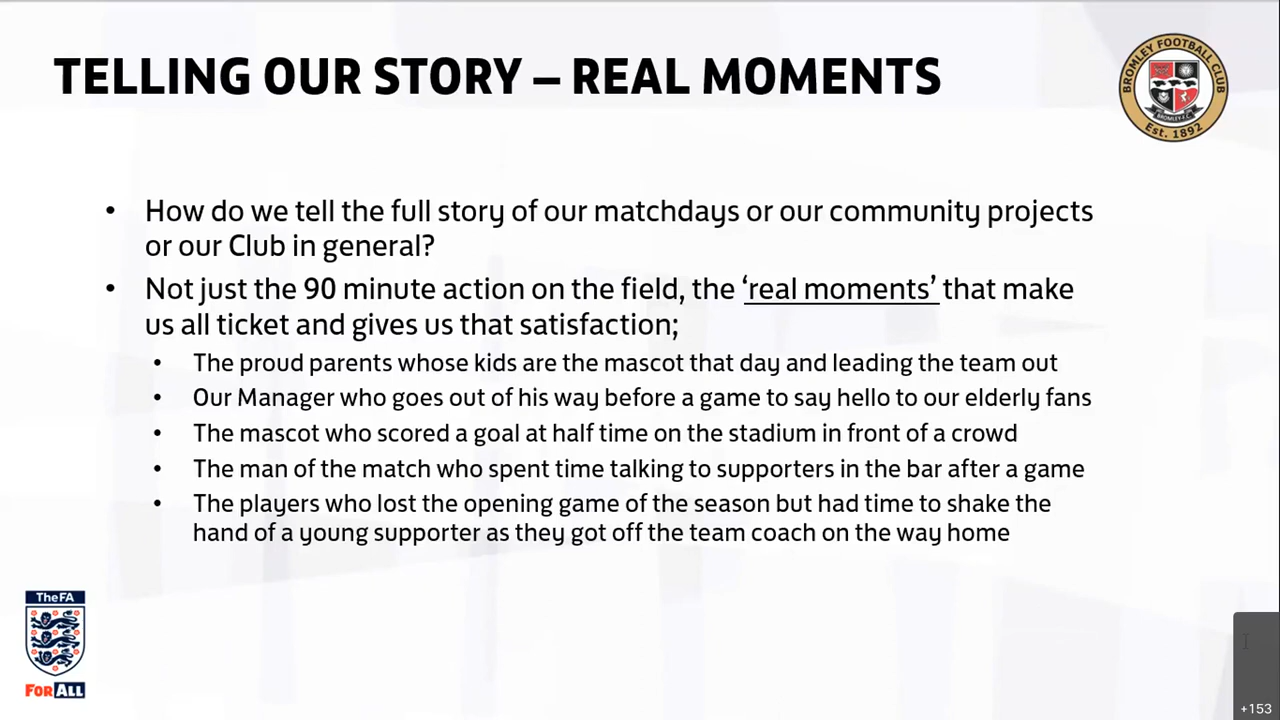 TELLING OUR STORY – REAL MOMENTS
BROMLEY FOOTBALL CLUB
BROMLEY F.C
Est. 1892
• How do we tell the full story of our matchdays or our community projects
or our Club in general?
• Not just the 90 minute action on the field, the ‘real moments’ that make
us all ticket and gives us that satisfaction;
• The proud parents whose kids are the mascot that day and leading the team out
• Our Manager who goes out of his way before a game to say hello to our elderly fans
• The mascot who scored a goal at half time on the stadium in front of a crowd
• The man of the match who spent time talking to supporters in the bar after a game
• The players who lost the opening game of the season but had time to shake the
hand of a young supporter as they got off the team coach on the way home
The FA
FOR ALL
+153